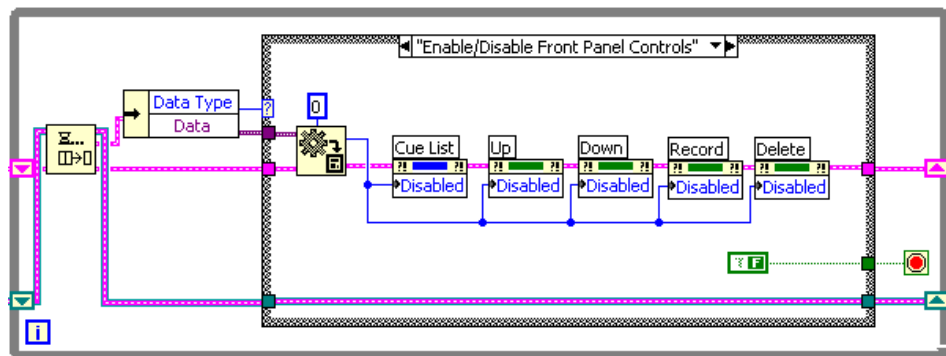 "Enable/Disable Front Panel Controls"
Data Type
Data
?
0
Cue List
Up
Down
Record
Delete
?!
?!
?!
?!
?!
?!
?!
?!
?!
?!
Disabled
Disabled
Disabled
Disabled
Disabled
F
i